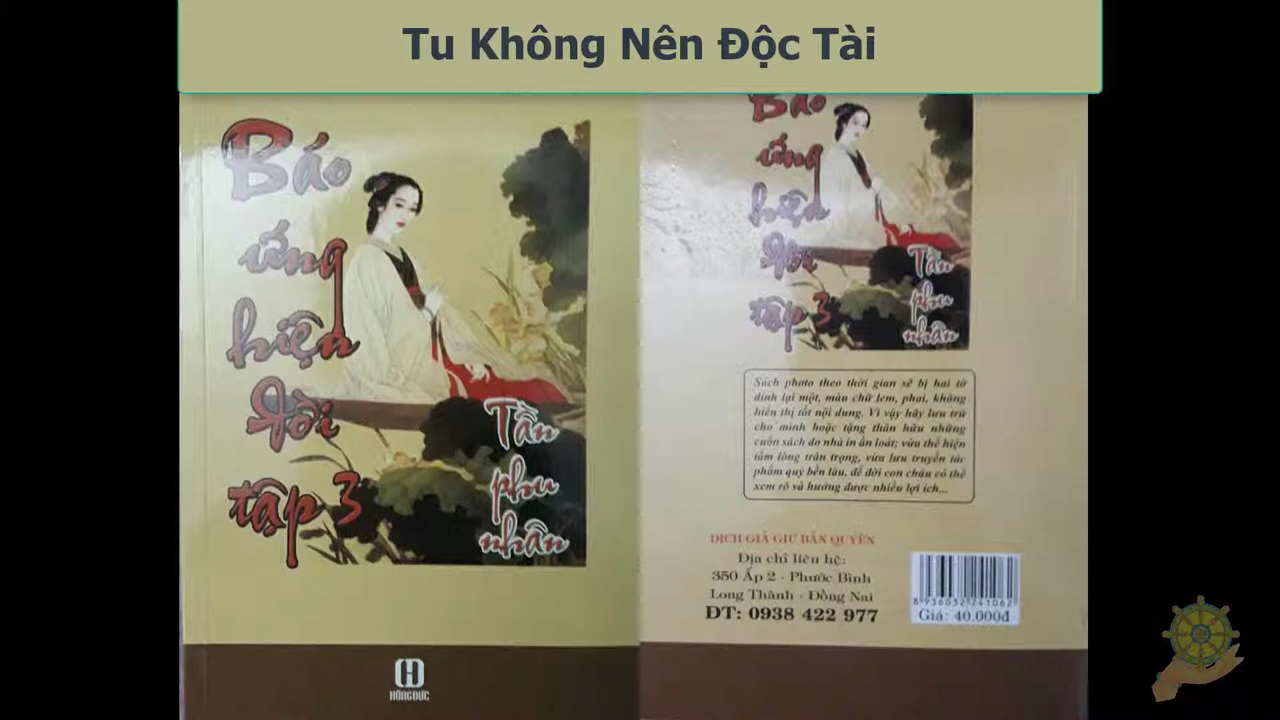 Tu Không Nên Độc Tài
Báo
ứng
hiện
đời
tập 3
Tần
phu
nhân
HỒNG ĐỨC
Báo
ứng
hiện
đời
tập 3
Tần
phu
nhân
Sách photo theo thời gian sẽ bị hai tờ
dính lại một, màu chữ lem, phai, không
hiển thị tốt nội dung. Vì vậy hãy lưu trữ
cho mình hoặc tặng thân hữu những
cuốn sách do nhà in ấn loát; vừa thể hiện
tấm lòng trân trọng, vừa lưu truyền tác
phẩm quý bền lâu, để đời con cháu có thể
xem rõ và hưởng được nhiều lợi ích...
DỊCH GIẢ GIỮ BẢN QUYỀN
Địa chỉ liên hệ:
350 Ấp 2 - Phước Bình
Long Thành - Đồng Nai
ĐT: 0938 422 977
8 936032 241062
Giá: 40.000đ